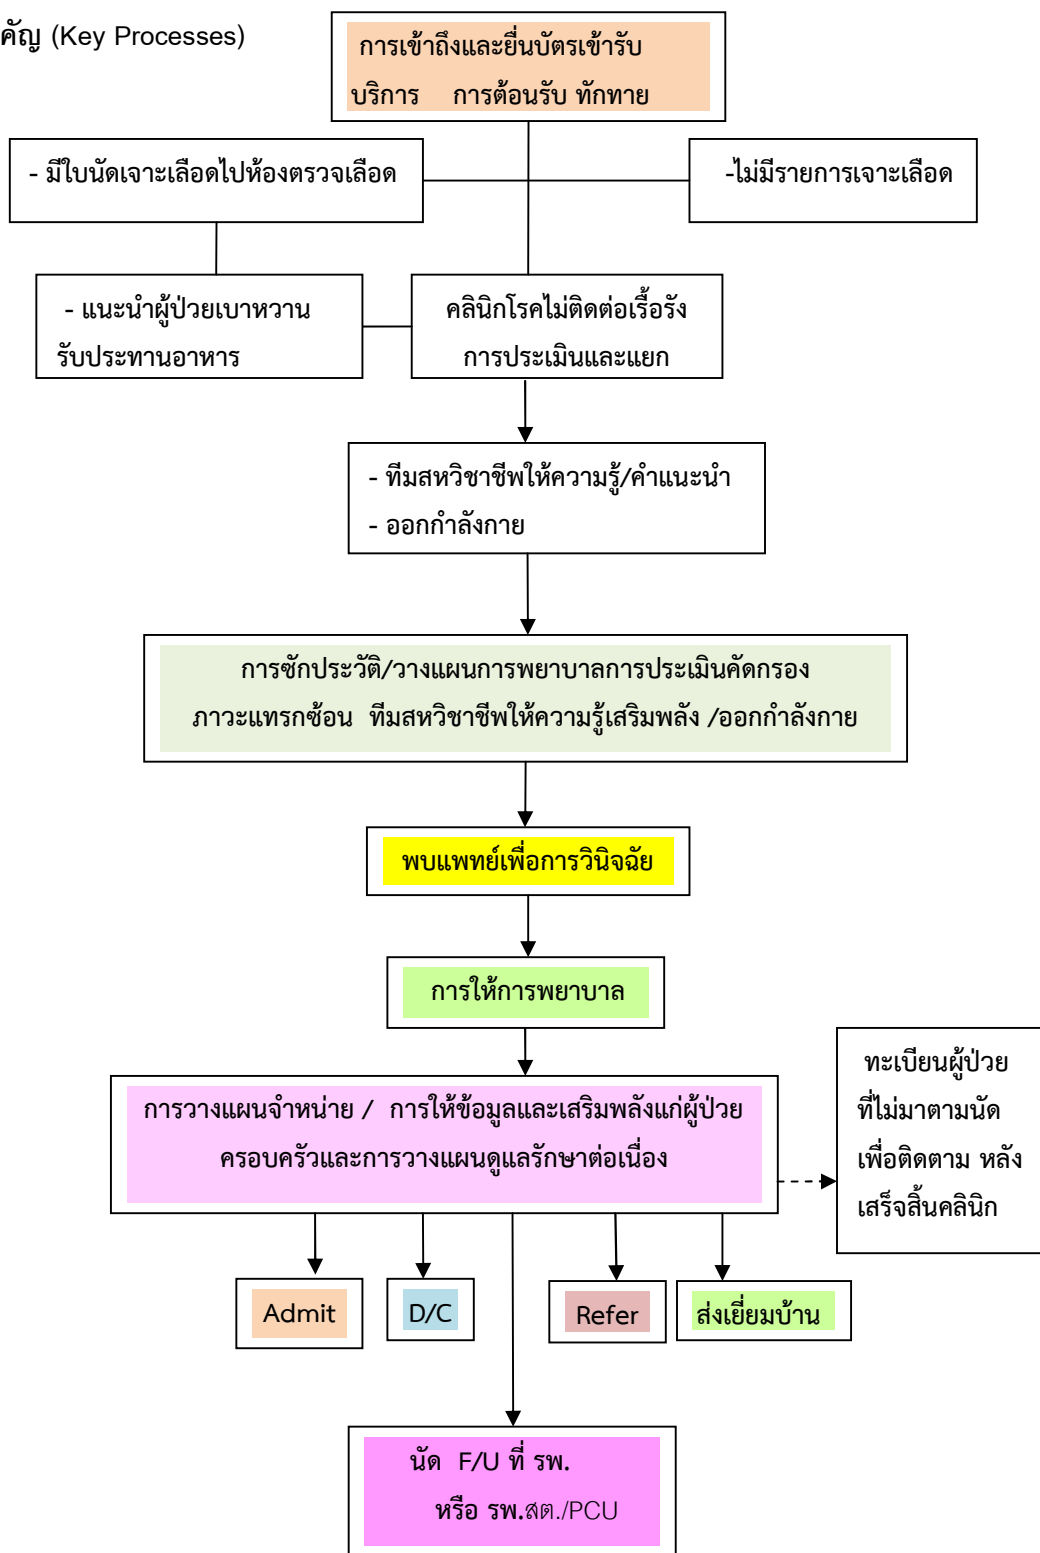 คัญ (Key Processes)
การเข้าถึงและยื่นบัตรเข้ารับ
บริการ การต้อนรับ ทักทาย
- มีใบนัดเจาะเลือดไปห้องตรวจเลือด
-ไม่มีรายการเจาะเลือด
- แนะนำผู้ป่วยเบาหวาน
รับประทานอาหาร
คลินิกโรคไม่ติดต่อเรื้อรัง
การประเมินและแยก
- ทีมสหวิชาชีพให้ความรู้/คำแนะนำ
- ออกกำลังกาย
การซักประวัติ/วางแผนการพยาบาลการประเมินคัดกรอง
ภาวะแทรกซ้อน ทีมสหวิชาชีพให้ความรู้เสริมพลัง /ออกกำลังกาย
พบแพทย์เพื่อการวินิจฉัย
การให้การพยาบาล
การวางแผนจำหน่าย / การให้ข้อมูลและเสริมพลังแก่ผู้ป่วย
ครอบครัวและการวางแผนดูแลรักษาต่อเนื่อง
ทะเบียนผู้ป่วย
ที่ไม่มาตามนัด
เพื่อติดตาม หลัง
เสร็จสิ้นคลินิก
Admit
D/C
Refer
ส่งเยี่ยมบ้าน
นัด F/U ที่ รพ.
หรือ รพ.สต./PCU